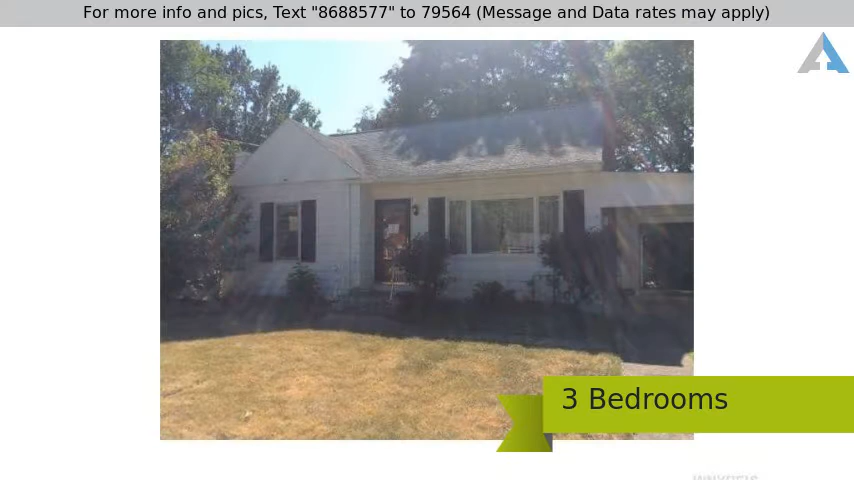 For more info and pics, Text "8688577" to 79564 (Message and Data rates may apply)
3 Bedrooms